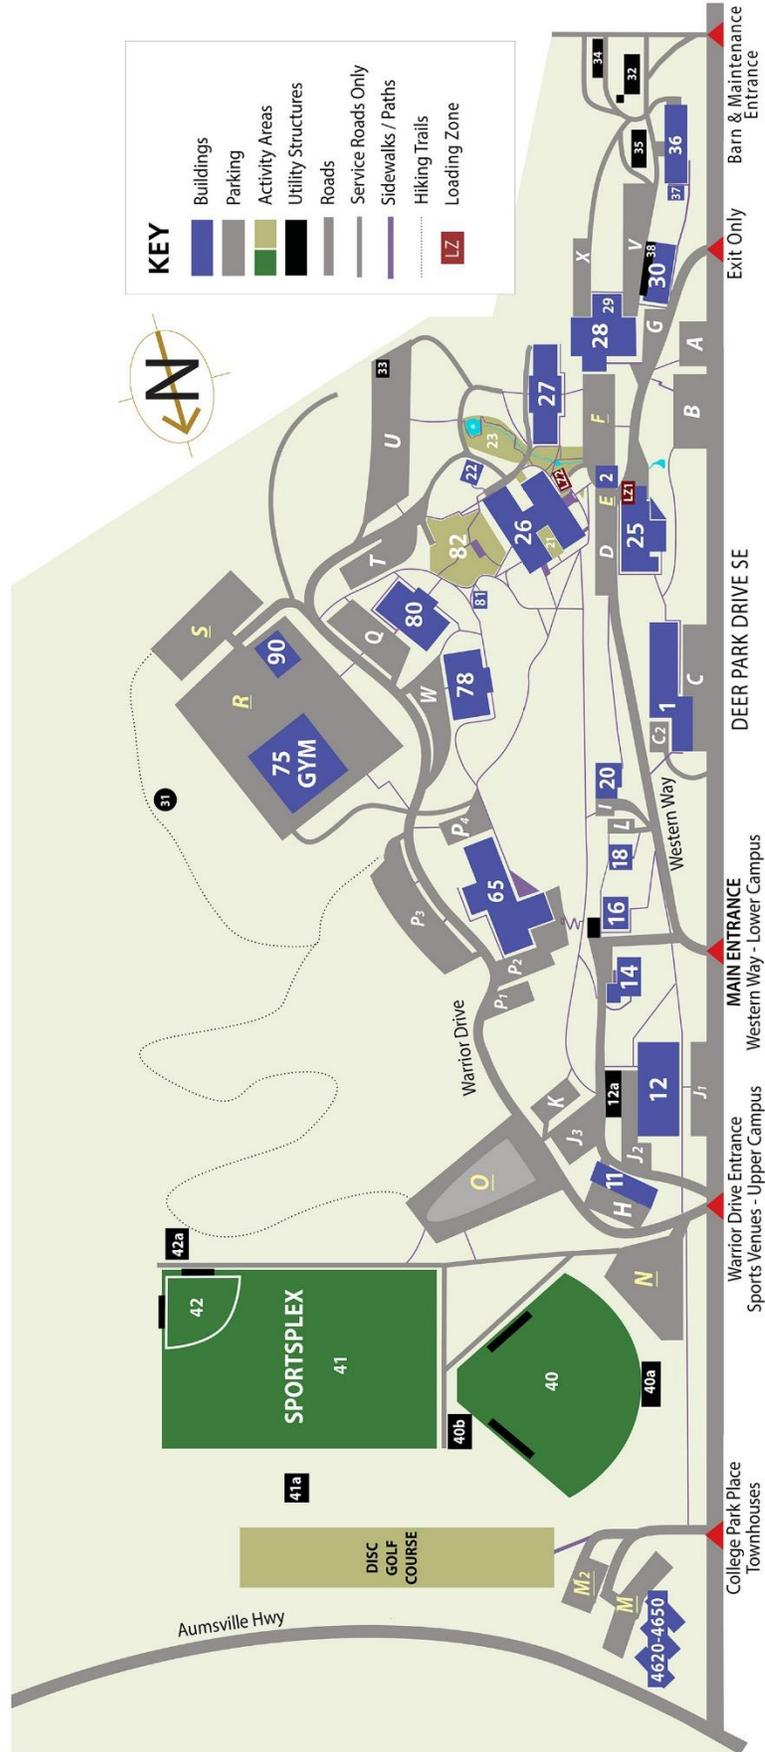 KEY
Buildings
Parking
Activity Areas
Utility Structures
Roads
Service Roads Only
Sidewalks / Paths
Hiking Trails
LZ Loading Zone
N
Aumsville Hwy
DISC
GOLF
COURSE
41a
42a
42
SPORTSPLEX
41
40b
40
40a
M2
M
4620-4650
College Park Place
Townhouses
N
O
H
11
J2
J3
K
12a
12
J1
Warrior Drive Entrance
Sports Venues - Upper Campus
Warrior Drive
P1
P2
P3
P4
65
14
16
18
L
I
20
MAIN ENTRANCE
Western Way - Lower Campus
Western Way
31
75
GYM
R
90
S
W
78
Q
80
T
81
82
U
33
22
23
26
21
LZ2
27
C2
1
C
D
E
2
25
LZ1
F
B
A
G
28
29
X
V
30
38
37
36
35
32
34
DEER PARK DRIVE SE
Exit Only
Barn & Maintenance
Entrance